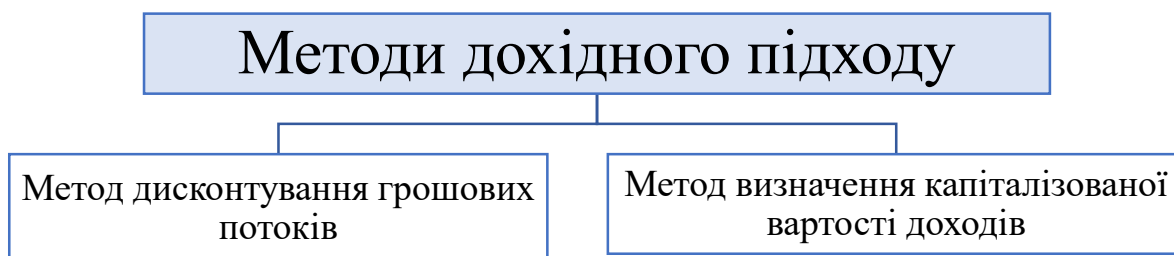 Методи дохідного підходу
Метод дисконтування грошових
потоків
Метод визначення капіталізованої
вартості доходів